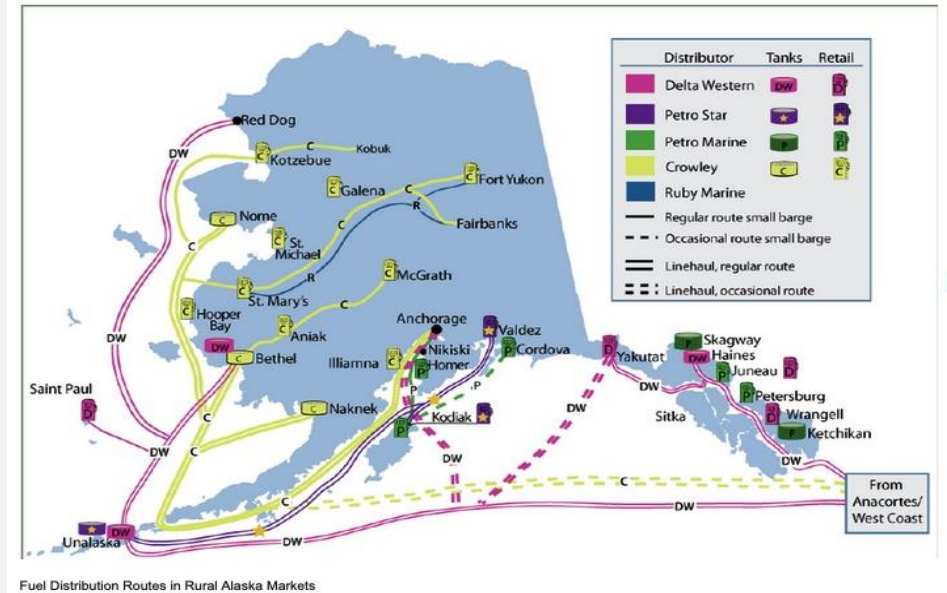 Distributor Tanks Retail
DW Delta Western D
Petro Star
P Petro Marine P
C Crowley C
Ruby Marine
Regular route small barge
Occasional route small barge
Linehaul, regular route
Linehaul, occasional route
Red Dog
DW
C
Kobuk
C
Kotzebue
C
Galena
C
C
Fort Yukon
R
Nome
C
Fairbanks
C
C
St.
Michael
C
C
McGrath
C
St. Mary's
R
C
C
Hooper
Bay
C
Aniak
Anchorage
Valdez
P
Cordova
DW
DW
C
Bethel
Illiamna
C
Nikiski
P
Homer
D
Yakutat
P
Skagway
DW
Haines
P
Juneau
D
Saint Paul
D
C
Naknek
P
P
Kodiak
P
DW
DW
Sitka
P
Petersburg
D
Wrangell
P
Ketchikan
C
DW
C
DW
DW
C
C
From
Anacortes/
West Coast
DW
Unalaska
DW
DW
Fuel Distribution Routes in Rural Alaska Markets